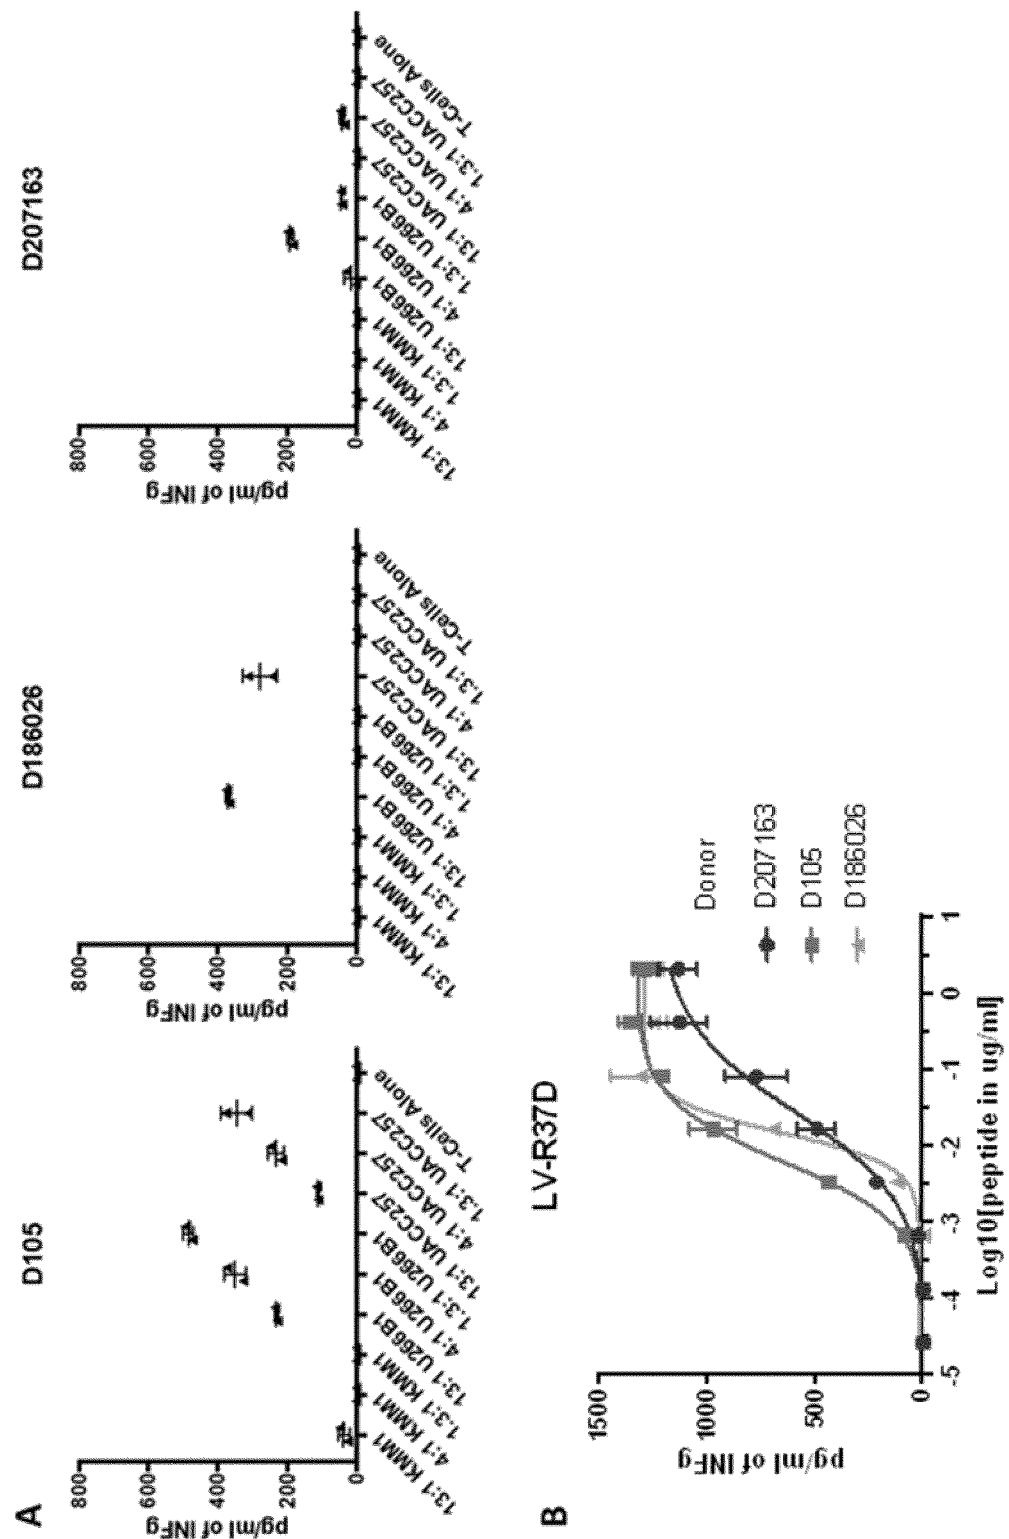 A
D105
pg/ml of INFg
800
600
400
200
0
13:1 KMM1
4:1 KMM1
1.3:1 KMM1
13:1 U266B1
4:1 U266B1
1.3:1 U266B1
13:1 UACC257
4:1 UACC257
1.3:1 UACC257
T-Cells Alone
D186026
pg/ml of INFg
800
600
400
200
0
13:1 KMM1
4:1 KMM1
1.3:1 KMM1
13:1 U266B1
4:1 U266B1
1.3:1 U266B1
13:1 UACC257
4:1 UACC257
1.3:1 UACC257
T-Cells Alone
D207163
pg/ml of INFg
800
600
400
200
0
13:1 KMM1
4:1 KMM1
1.3:1 KMM1
13:1 U266B1
4:1 U266B1
1.3:1 U266B1
13:1 UACC257
4:1 UACC257
1.3:1 UACC257
T-Cells Alone
B
LV-R37D
pg/ml of INFg
1500
1000
500
0
-5 -4 -3 -2 -1 0 1
Log10[peptide in ug/ml]
Donor
D207163
D105
D186026